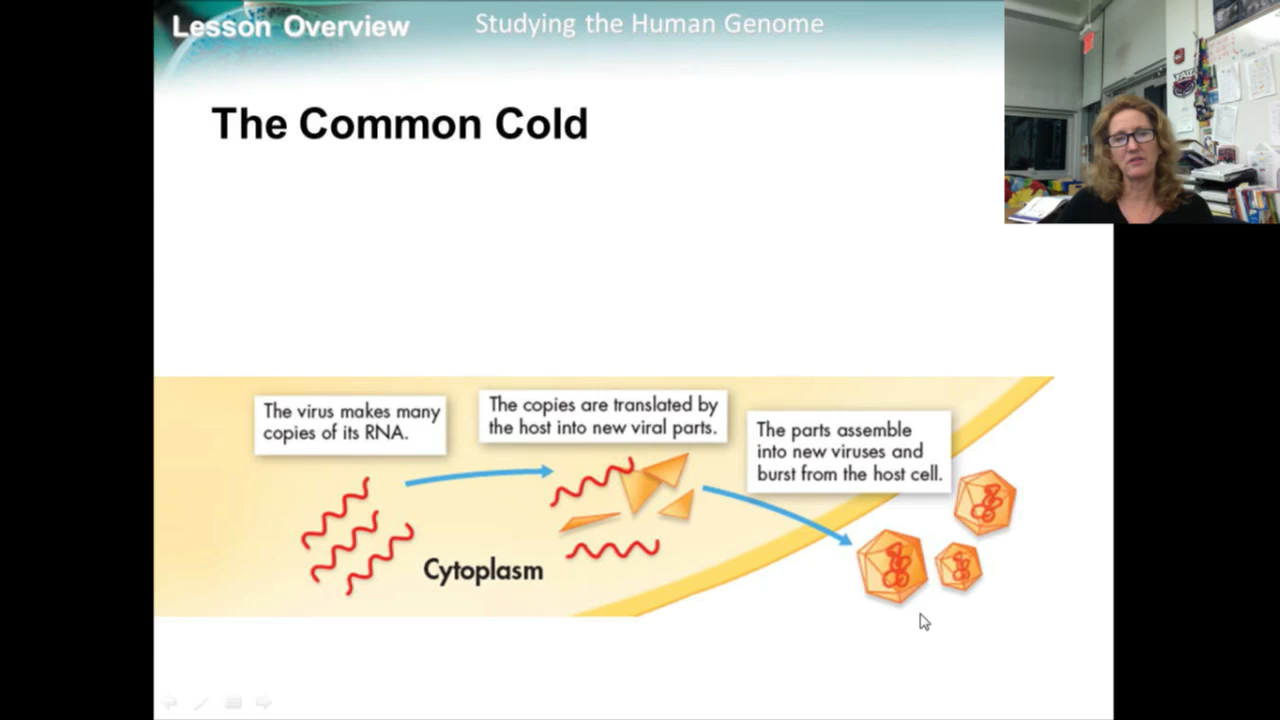 Lesson Overview
Studying the Human Genome
The Common Cold
The virus makes many
copies of its RNA.
The copies are translated by
the host into new viral parts.
The parts assemble
into new viruses and
burst from the host cell.
Cytoplasm